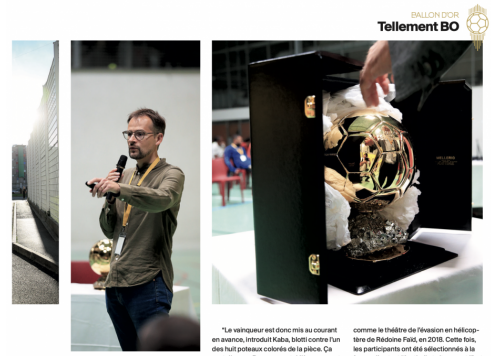 BALLON D'OR
Tellement BO
MELLERIO
"Le vainqueur est donc mis au courant
en avance, introduit Kaba, blotti contre l'un
des huit poteaux colorés de la pièce. Ça
comme le théâtre de l'évasion en hélicop-
tère de Rédoine Faïd, en 2018. Cette fois,
les participants ont été sélectionnés à la